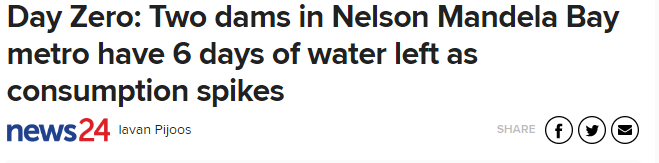 Day Zero: Two dams in Nelson Mandela Bay
metro have 6 days of water left as
consumption spikes
news24 Iavan Pijoos SHARE f